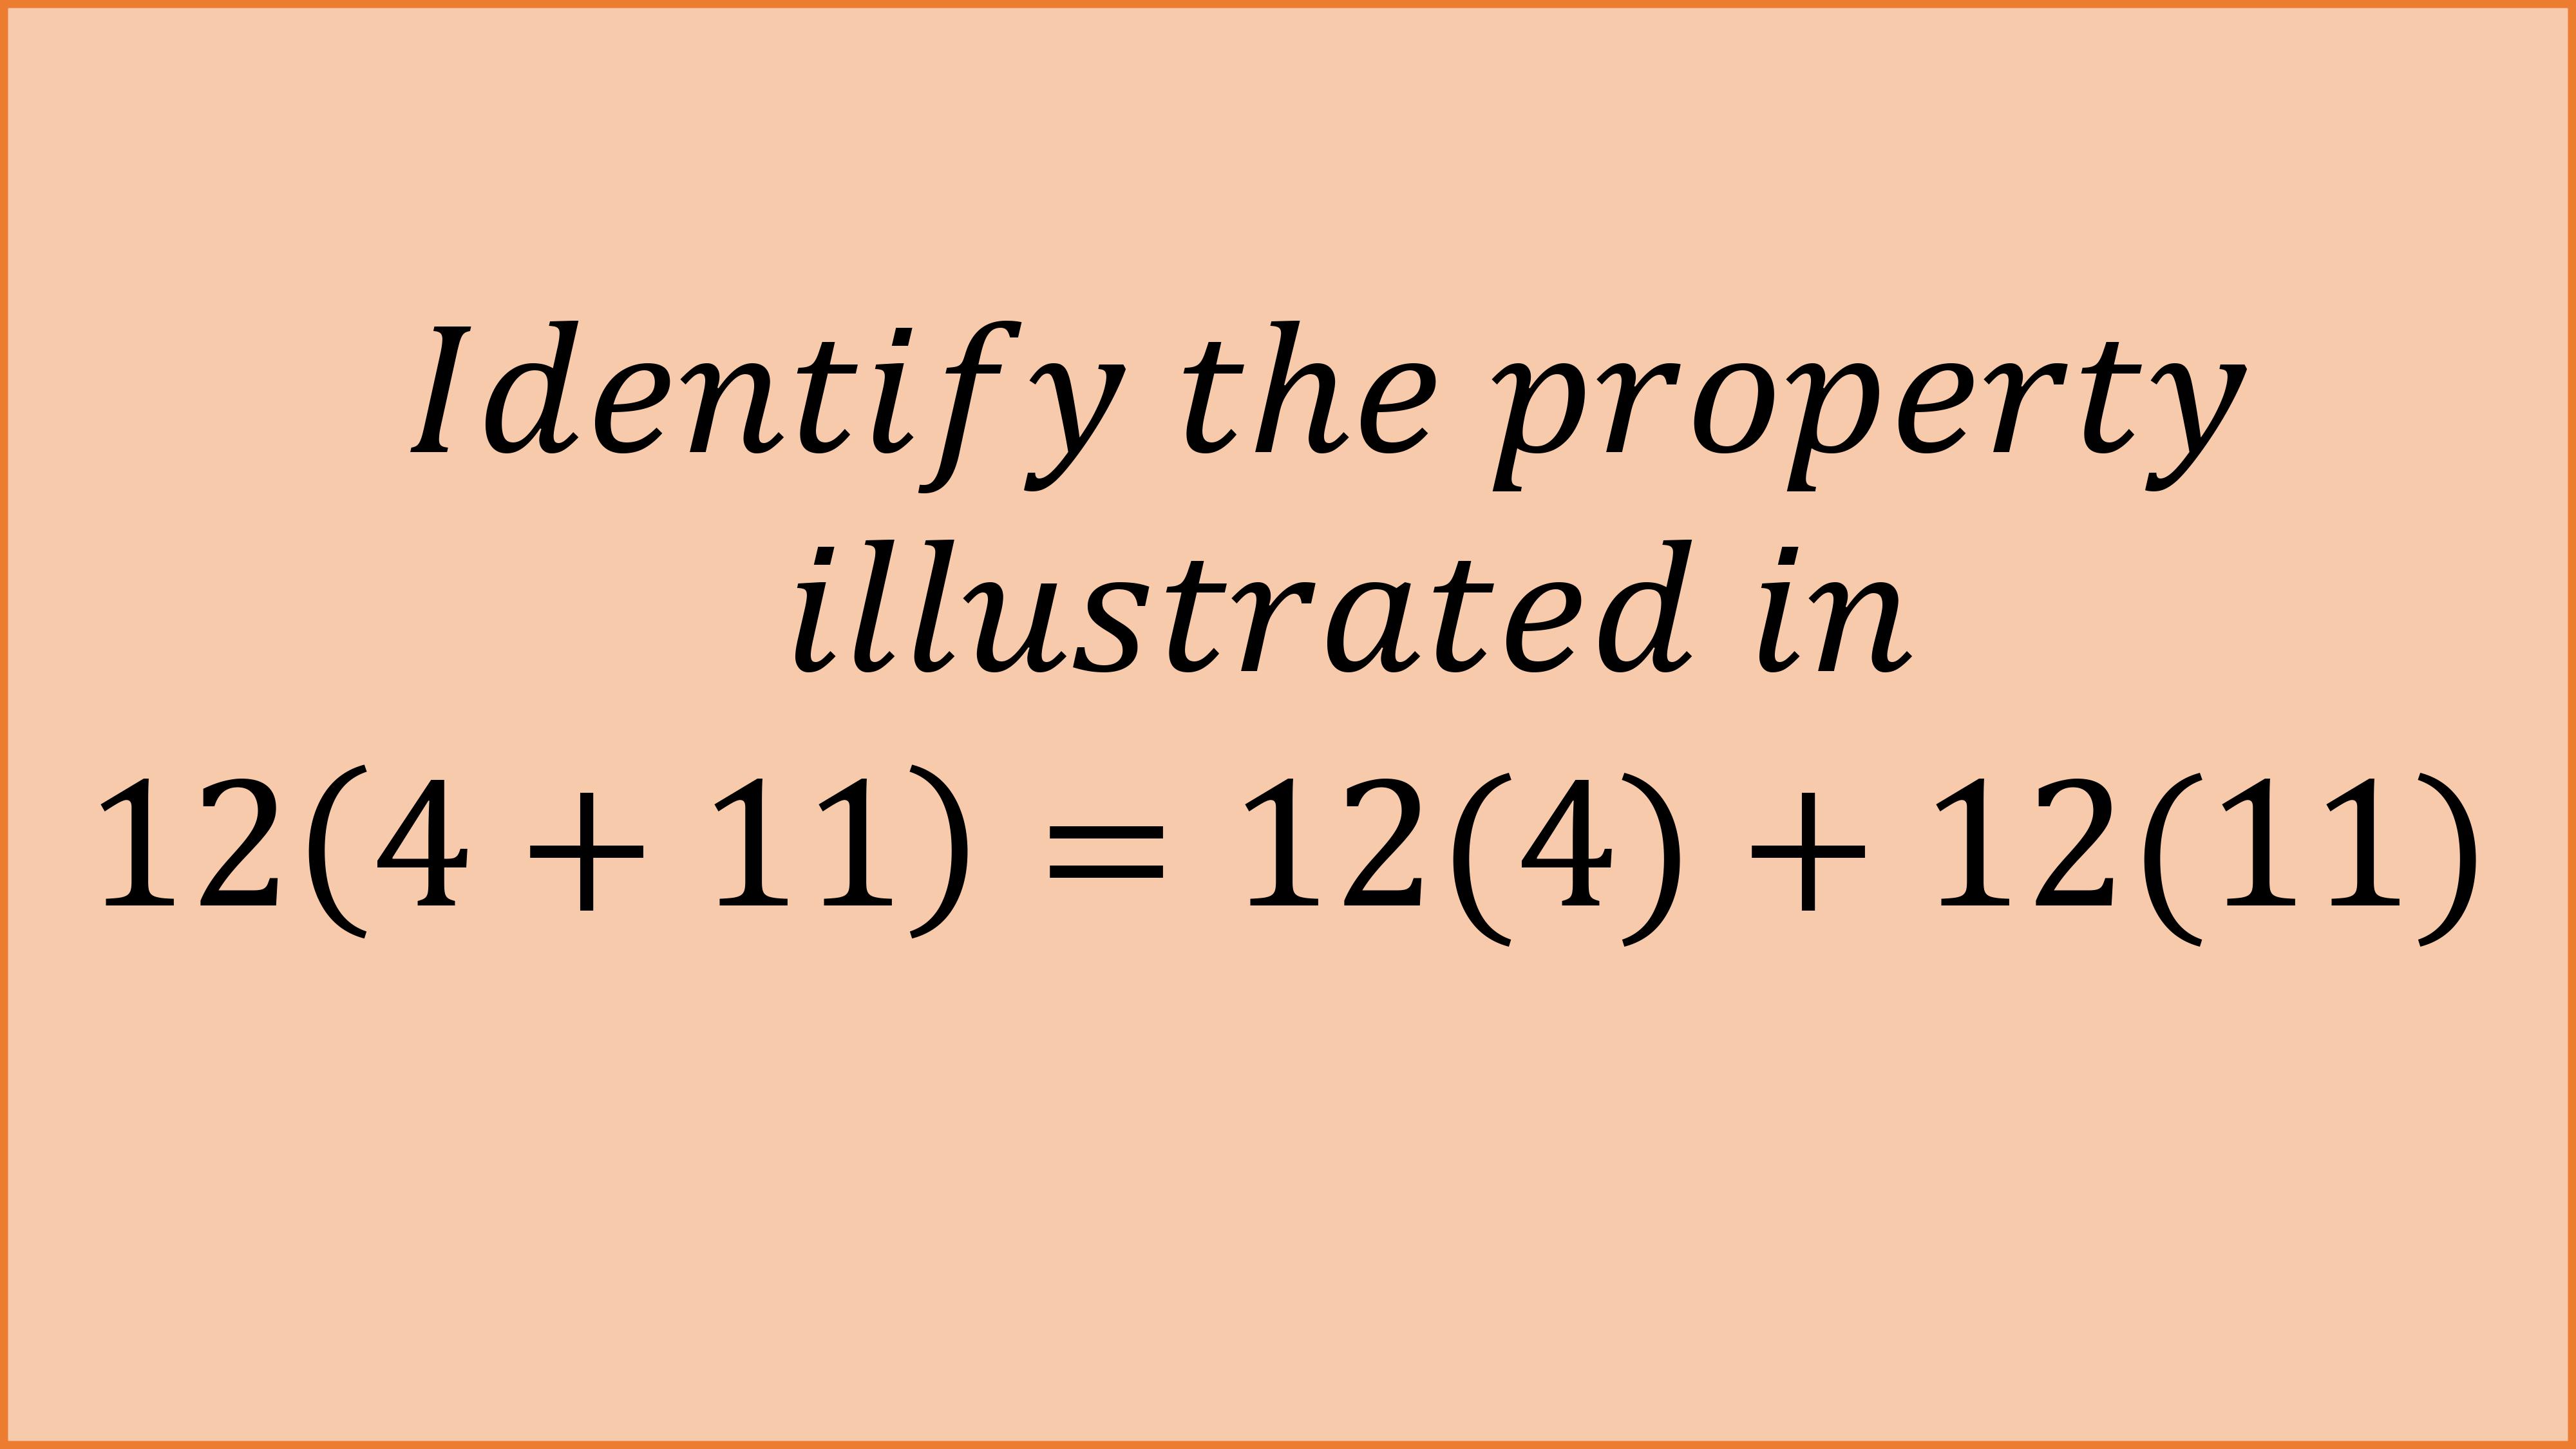 Identify the property
illustrated in
12(4 + 11) = 12(4) + 12(11)